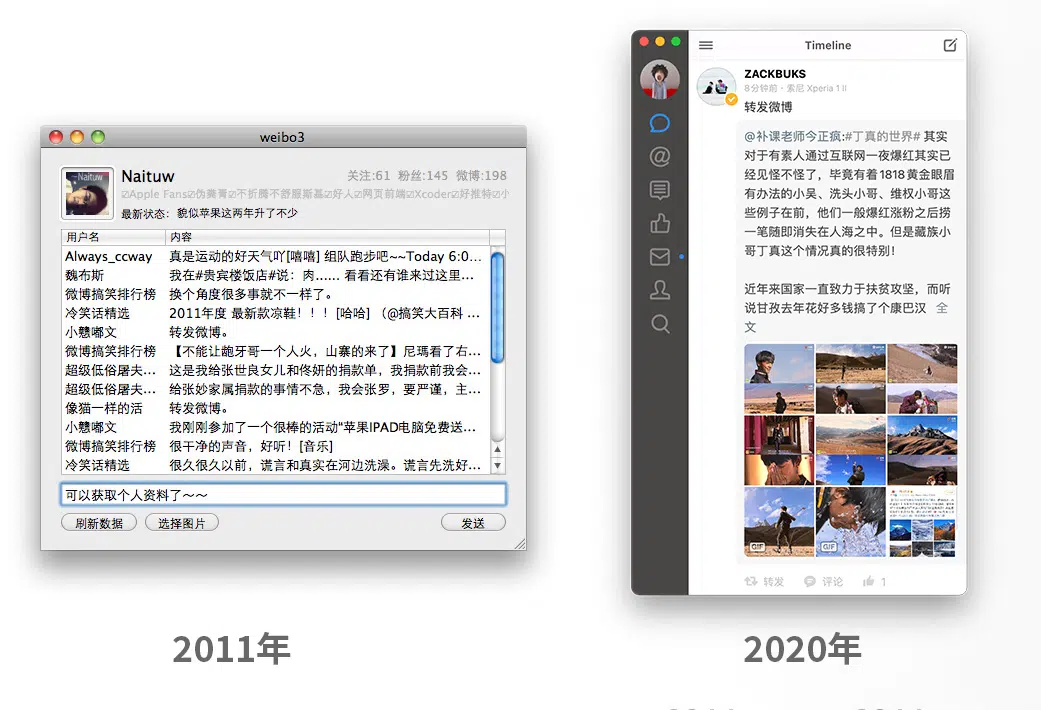 weibo3
Naituw
关注:61 粉丝:145 微博:198
☑Apple Fans☑伪粪菁☑不折腾不舒服斯基☑好人☑网页前端☑Xcoder☑好推特☑小
最新状态: 貌似苹果这两年升了不少
用户名 内容
Always_ccway 真是运动的好天气吖[嘻嘻] 组队跑步吧~~Today 6:0...
魏布斯 我在#贵宾楼饭店#说：肉...... 看看还有谁来过这里...
微博搞笑排行榜 换个角度很多事就不一样了。
冷笑话精选 2011年度 最新款凉鞋！！！[哈哈] （@搞笑大百科 ...
小戆嘟文 转发微博。
微博搞笑排行榜 【不能让龅牙哥一个人火，山寨的来了】尼瑪看了右...
超级低俗屠夫... 这是我给张世良女儿和佟妍的捐款单，我捐款前我会...
超级低俗屠夫... 给张妙家属捐款的事情不急，我会张罗，要严谨，主...
像猫一样的活 转发微博。
小戆嘟文 我刚刚参加了一个很棒的活动“苹果IPAD电脑免费送...
微博搞笑排行榜 很干净的声音，好听！[音乐]
冷笑话精选 很久很久以前，谎言和真实在河边洗澡。谎言先洗好...
可以获取个人资料了～～
刷新数据 选择图片 发送
2011年
Timeline
ZACKBUKS
8分钟前 · 索尼 Xperia 1 II
转发微博
@补课老师今正疯:#丁真的世界# 其实
对于有素人通过互联网一夜爆红其实已
经见怪不怪了，毕竟有着1818黄金眼眉
有办法的小吴、洗头小哥、维权小哥这
些例子在前，他们一般爆红涨粉之后捞
一笔随即消失在人海之中。但是藏族小
哥丁真这个情况真的很特别！
近年来国家一直致力于扶贫攻坚，而听
说甘孜去年花好多钱搞了个康巴汉 全
文
GIF GIF
转发 评论 1
2020年